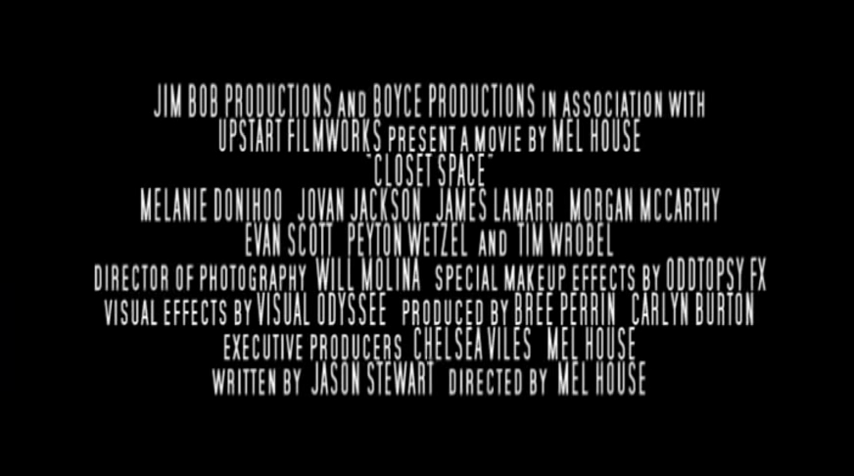 JIM BOB PRODUCTIONS AND BOYCE PRODUCTIONS IN ASSOCIATION WITH
UPSTART FILMWORKS PRESENT A MOVIE BY MEL HOUSE
"CLOSET SPACE"
MELANIE DONIHOO JOVAN JACKSON JAMES LAMARR MORGAN MCCARTHY
EVAN SCOTT PEYTON WETZEL AND TIM WROBEL
DIRECTOR OF PHOTOGRAPHY WILL MOLINA SPECIAL MAKEUP EFFECTS BY ODDTOPSY FX
VISUAL EFFECTS BY VISUAL ODYSSEE PRODUCED BY BREE PERRIN CARLYN BURTON
EXECUTIVE PRODUCERS CHELSEA VILES MEL HOUSE
WRITTEN BY JASON STEWART DIRECTED BY MEL HOUSE